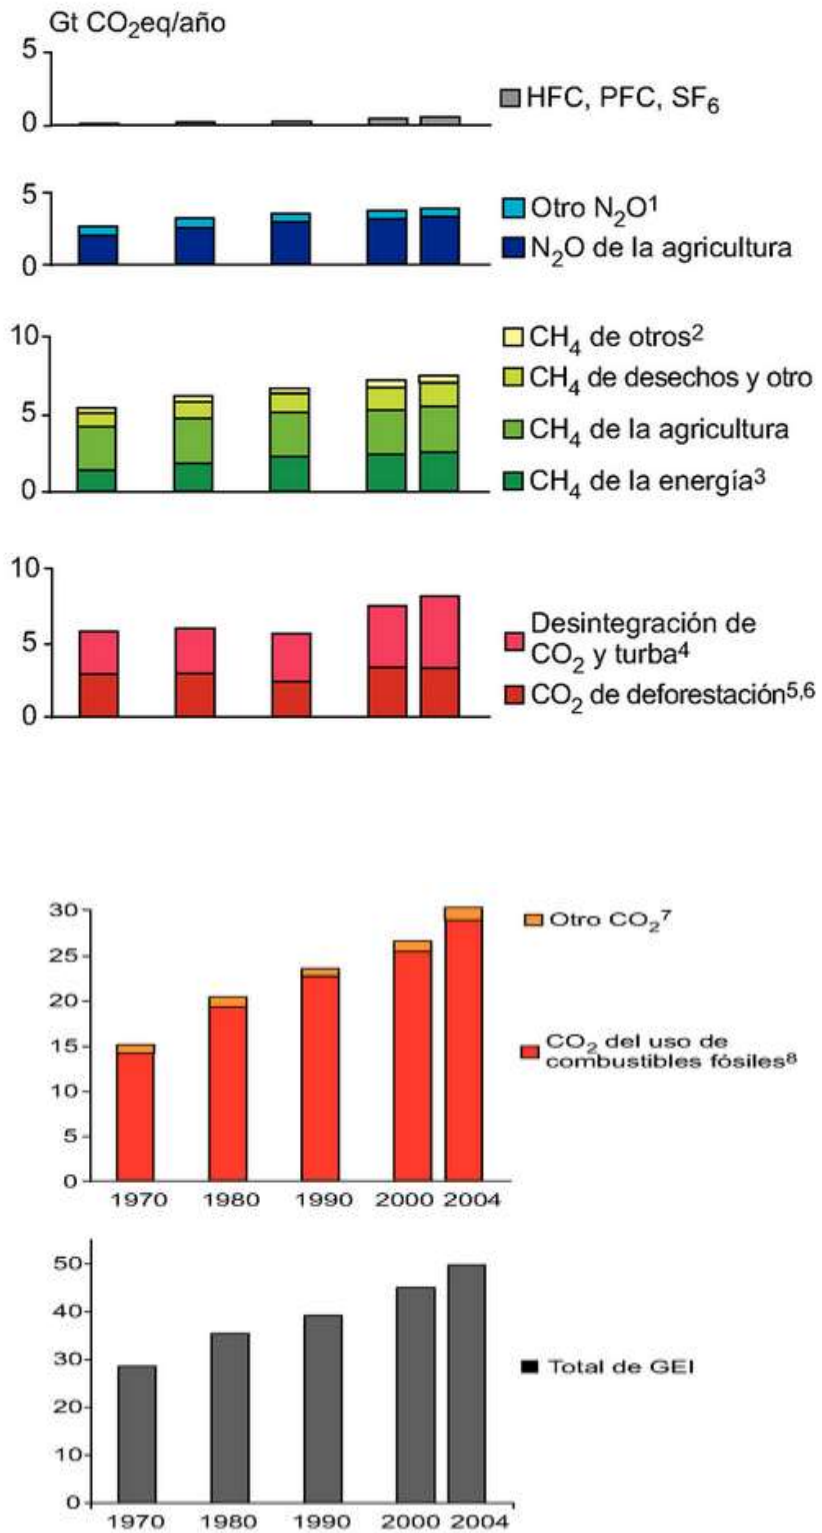 Gt CO₂eq/año
5
0
HFC, PFC, SF₆
5
0
Otro N₂O¹
N₂O de la agricultura
10
5
0
CH₄ de otros²
CH₄ de desechos y otro
CH₄ de la agricultura
CH₄ de la energía³
10
5
0
Desintegración de
CO₂ y turba⁴
CO₂ de deforestación⁵,⁶
30
25
20
15
10
5
0
Otro CO₂⁷
CO₂ del uso de
combustibles fósiles⁸
1970 1980 1990 2000 2004
50
40
30
20
10
0
Total de GEI
1970 1980 1990 2000 2004